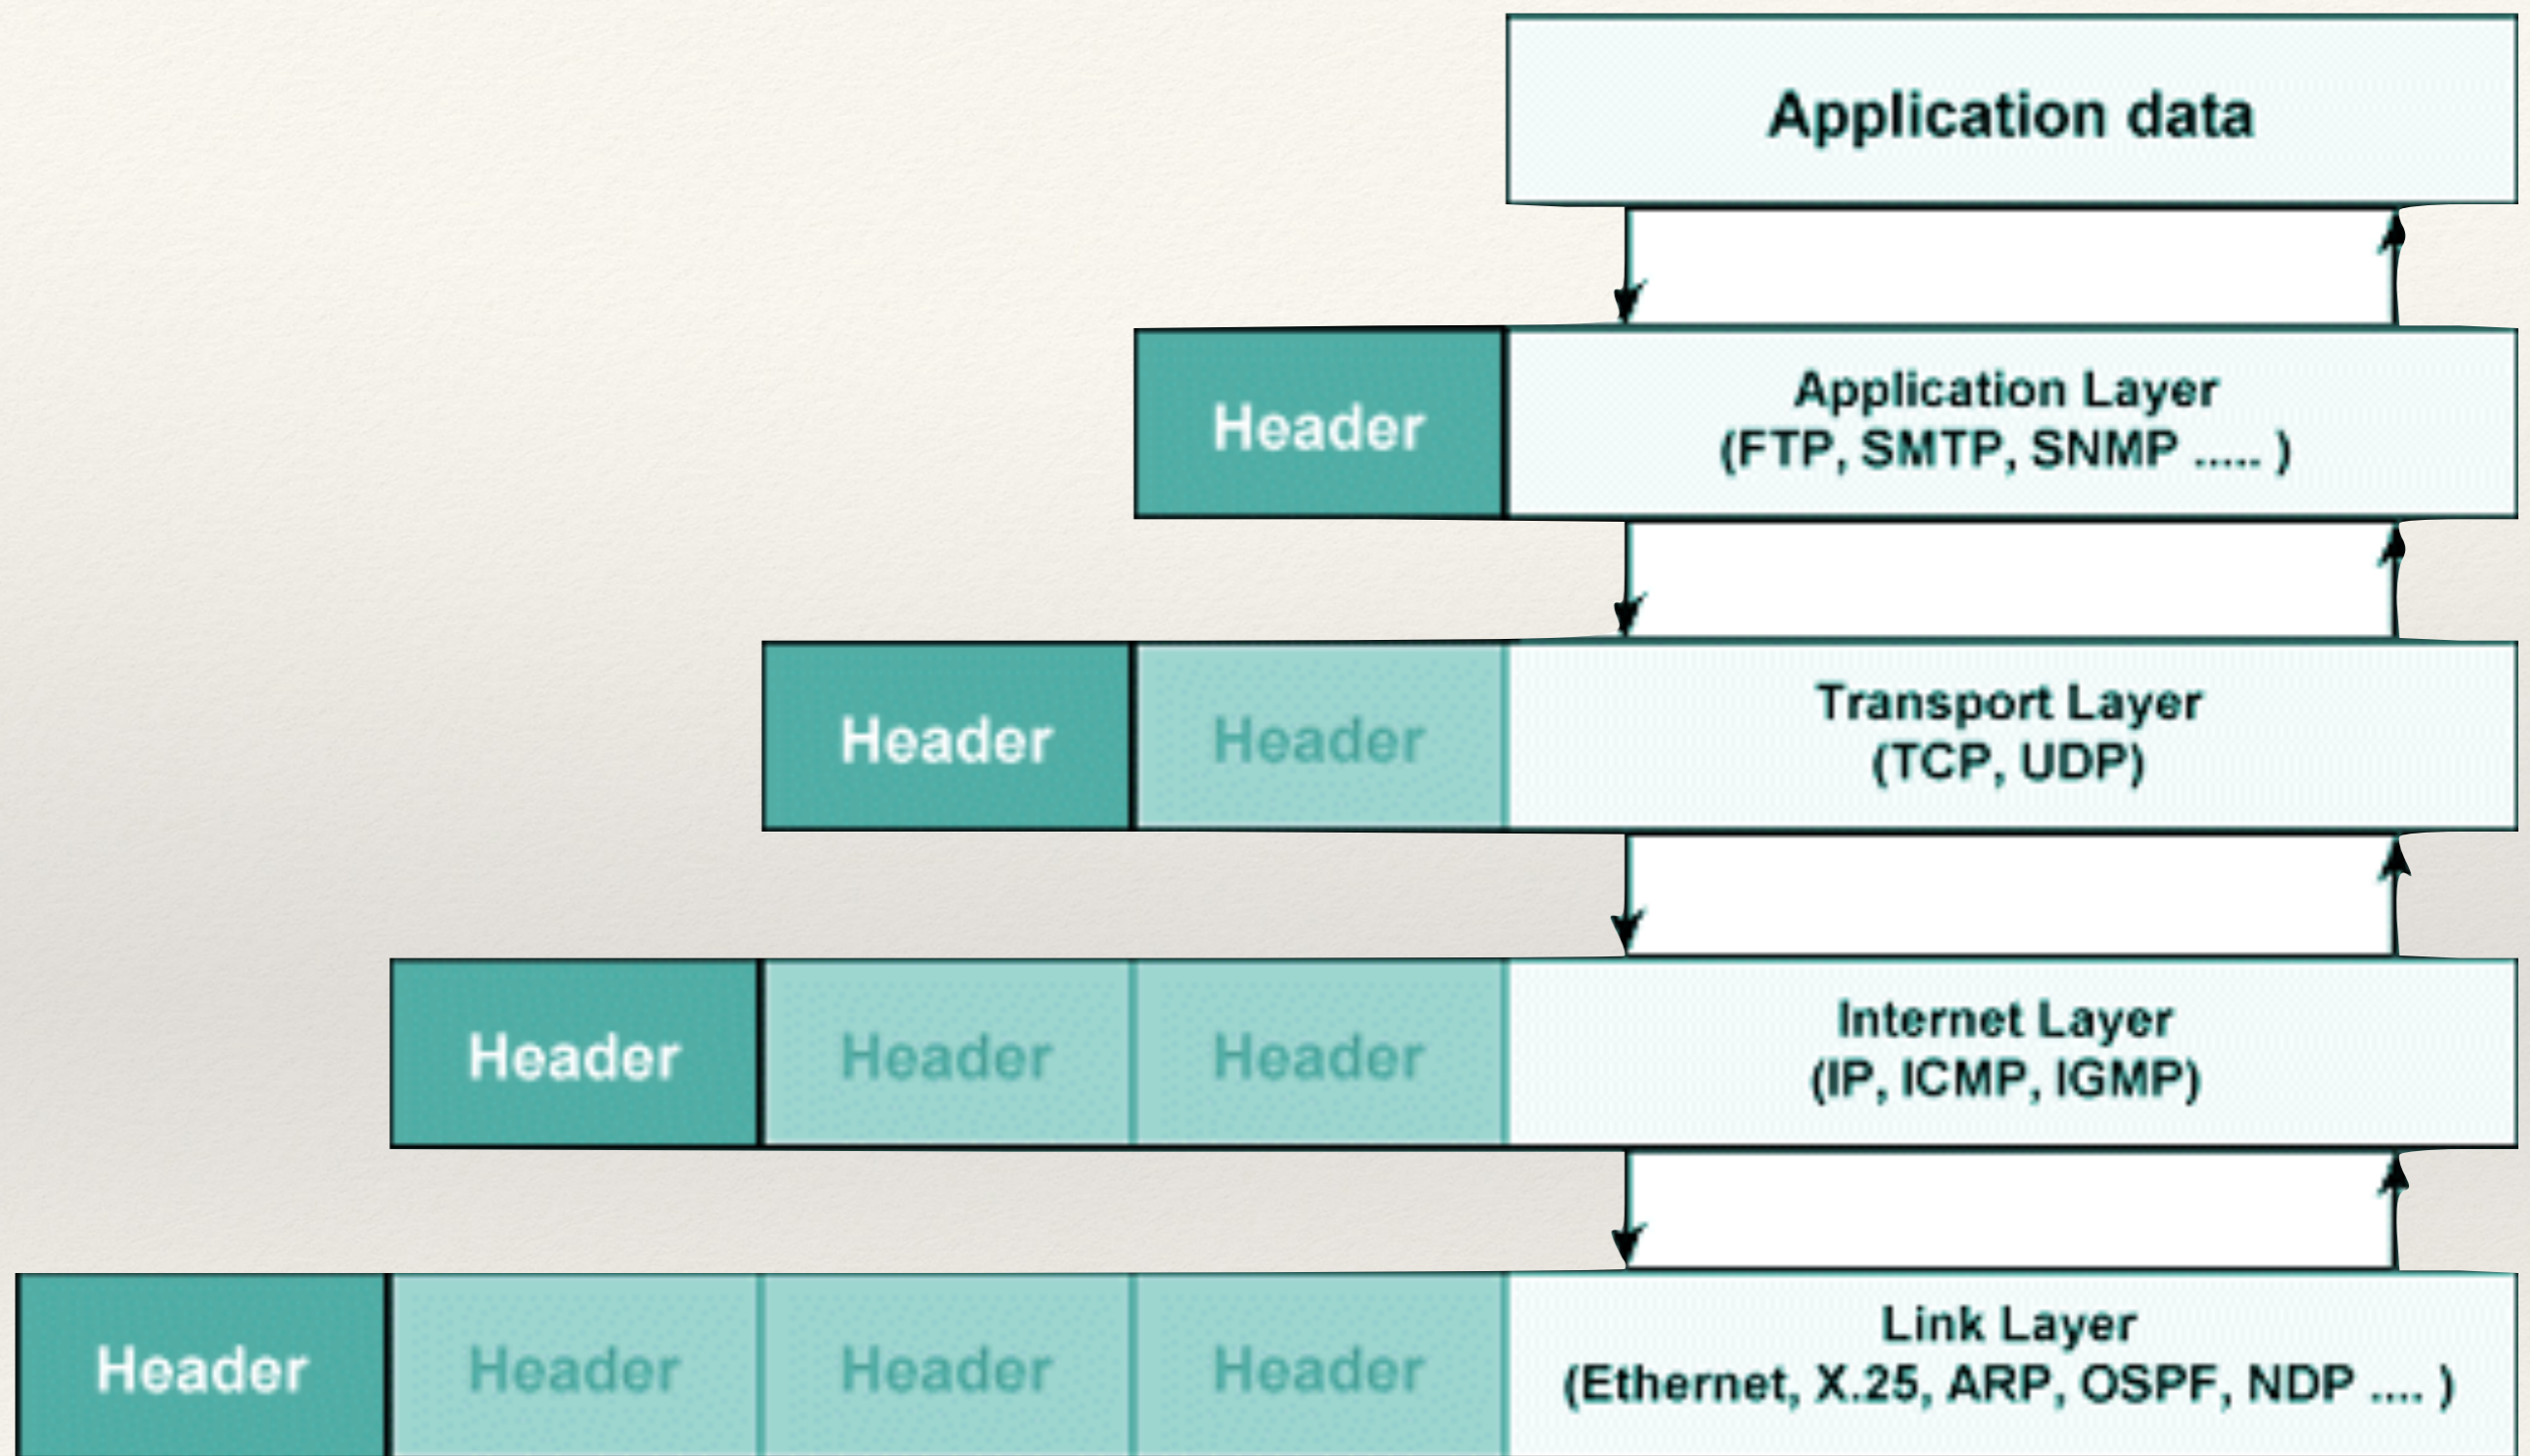 Application data
Header
Application Layer
(FTP, SMTP, SNMP ..... )
Header
Header
Transport Layer
(TCP, UDP)
Header
Header
Header
Internet Layer
(IP, ICMP, IGMP)
Header
Header
Header
Header
Link Layer
(Ethernet, X.25, ARP, OSPF, NDP .... )